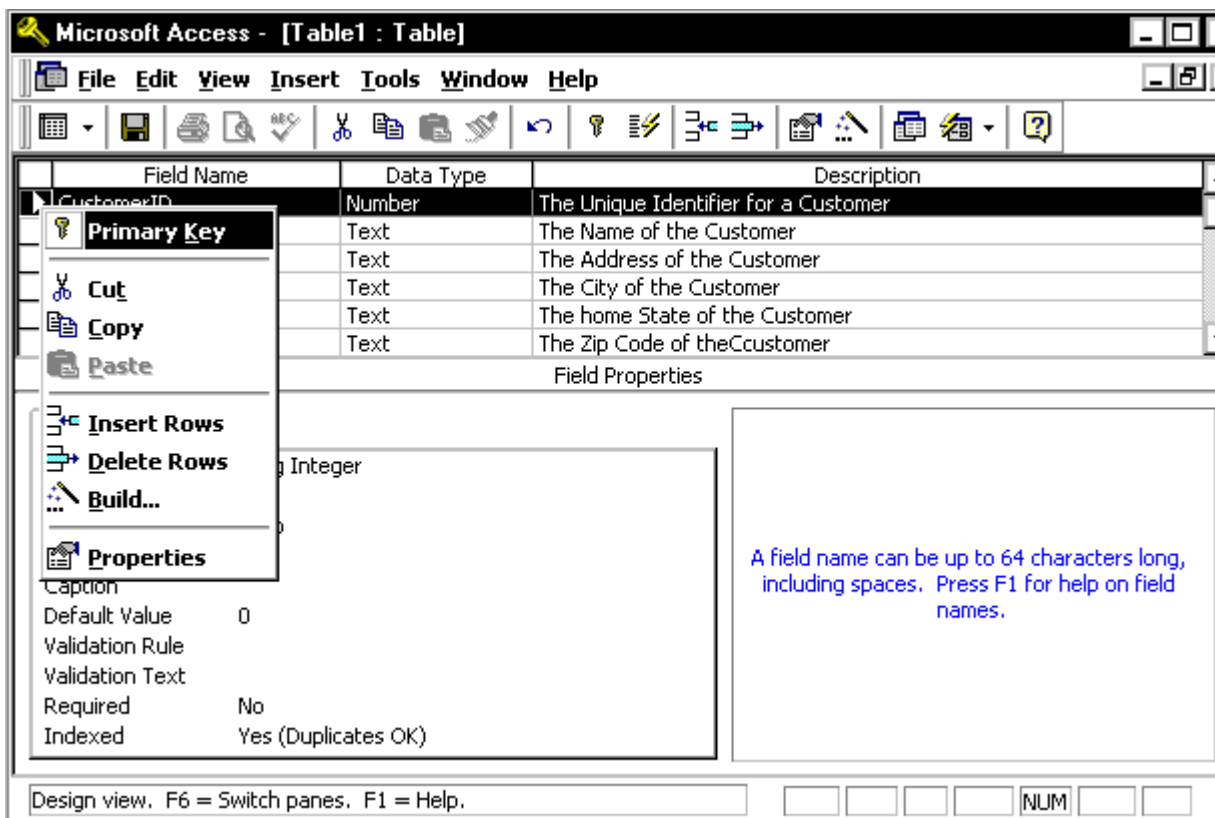 Microsoft Access - [Table1 : Table]
File Edit View Insert Tools Window Help
Field Name Data Type Description
CustomerID Number The Unique Identifier for a Customer
Primary Key Text The Name of the Customer
Text The Address of the Customer
Cut Text The City of the Customer
Copy Text The home State of the Customer
Paste Text The Zip Code of theCcustomer
Field Properties
Insert Rows
Delete Rows Integer
Build...
Properties
A field name can be up to 64 characters long,
including spaces. Press F1 for help on field
names.
Caption
Default Value 0
Validation Rule
Validation Text
Required No
Indexed Yes (Duplicates OK)
Design view. F6 = Switch panes. F1 = Help. NUM